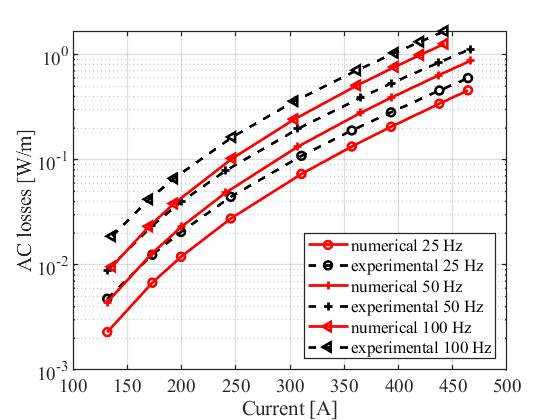 10^0
10^-1
10^-2
10^-3
AC losses [W/m]
numerical 25 Hz
experimental 25 Hz
numerical 50 Hz
experimental 50 Hz
numerical 100 Hz
experimental 100 Hz
100 150 200 250 300 350 400 450 500
Current [A]